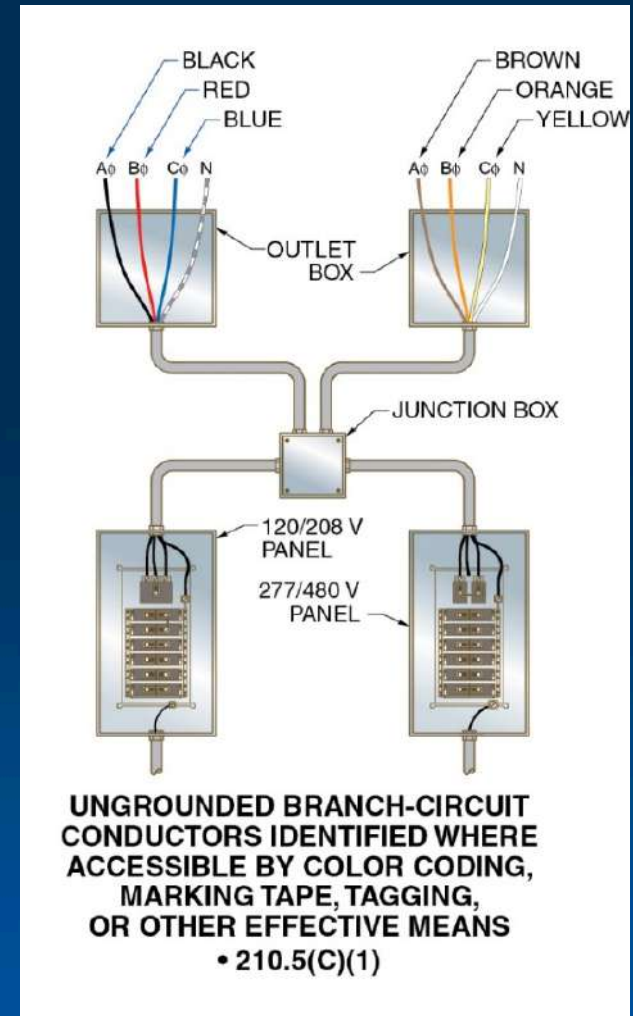 BLACK
RED
BLUE
Aϕ Bϕ Cϕ N
BROWN
ORANGE
YELLOW
Aϕ Bϕ Cϕ N
OUTLET
BOX
JUNCTION BOX
120/208 V
PANEL
277/480 V
PANEL
UNGROUNDED BRANCH-CIRCUIT
CONDUCTORS IDENTIFIED WHERE
ACCESSIBLE BY COLOR CODING,
MARKING TAPE, TAGGING,
OR OTHER EFFECTIVE MEANS
• 210.5(C)(1)